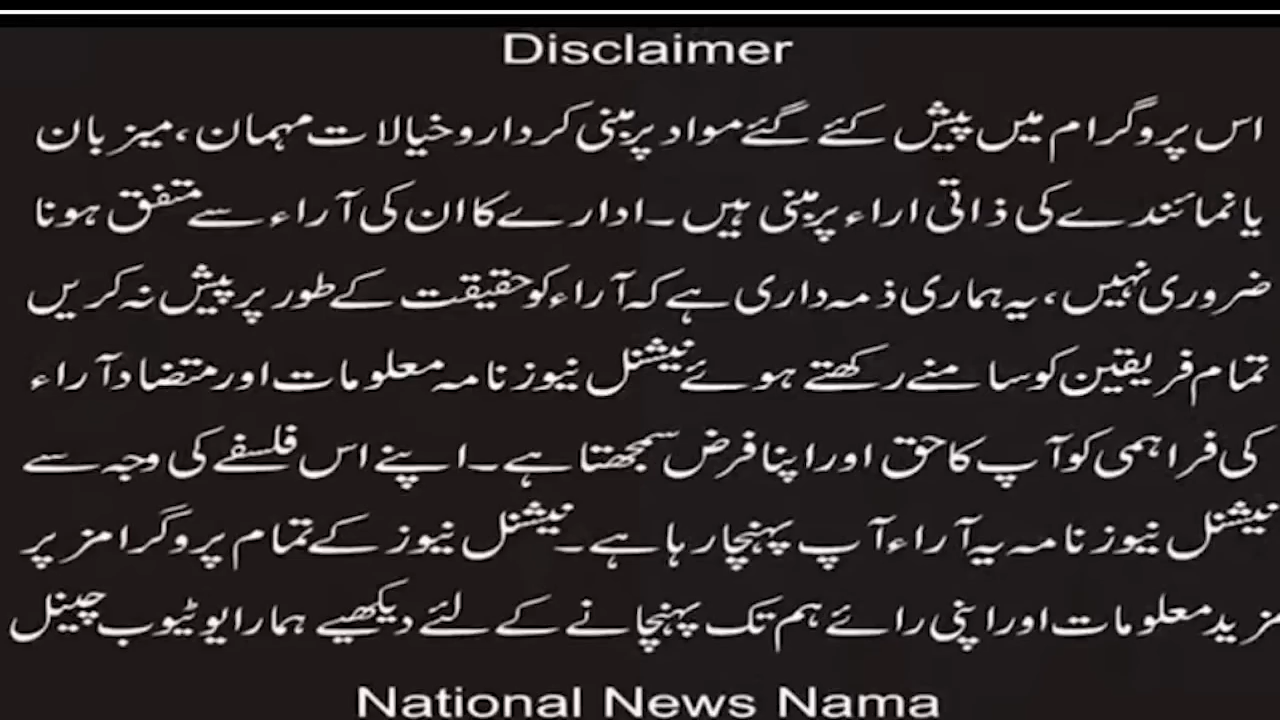 Disclaimer
اس پروگرام میں پیش کئے گئے مواد پر مبنی کردار و خیالات مہمان، میزبان
یا نمائندے کی ذاتی اراء پر مبنی ہیں۔ ادارے کا ان کی آراء سے متفق ہونا
ضروری نہیں، یہ ہماری ذمہ داری ہے کہ آراء کو حقیقت کے طور پر پیش نہ کریں
تمام فریقین کو سامنے رکھتے ہوئے نیشنل نیوز نامہ معلومات اور متضاد آراء
کی فراہمی کو آپ کا حق اور اپنا فرض سمجھتا ہے۔ اپنے اس فلسفے کی وجہ سے
نیشنل نیوز نامہ یہ آراء آپ پہنچا رہا ہے۔ نیشنل نیوز کے تمام پروگرامز پر
مزید معلومات اور اپنی رائے ہم تک پہنچانے کے لئے دیکھیے ہمارا یوٹیوب چینل
National News Nama